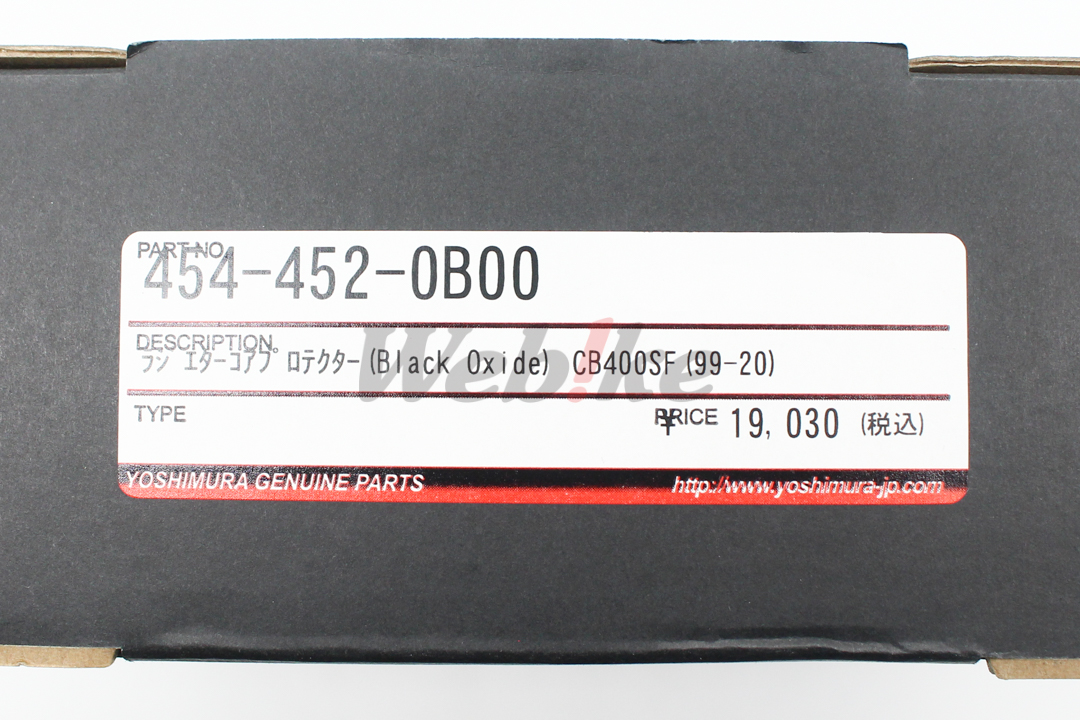 PART NO.
454-452-0B00
DESCRIPTION
ラジエターコアプロテクター(Black Oxide) CB400SF(99-20)
TYPE
PRICE ¥ 19,030 (税込)
YOSHIMURA GENUINE PARTS http://www.yoshimura-jp.com
Web!ke